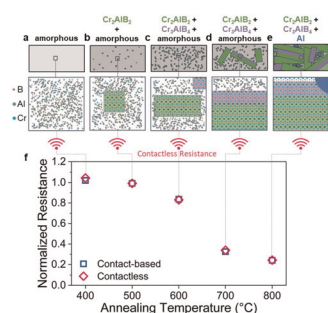 Cr₂AlB₂ Cr₂AlB₂ + Cr₂AlB₂ + Cr₂AlB₂ +
+ Cr₃AlB₄ + Cr₃AlB₄ + Cr₃AlB₄ +
a amorphous b amorphous c amorphous d amorphous e Al
B
Al
Cr
Contactless Resistance
f
1.2
1.0
0.8
0.6
0.4
0.2
0.0
Normalized Resistance
Contact-based
Contactless
400 500 600 700 800
Annealing Temperature (°C)